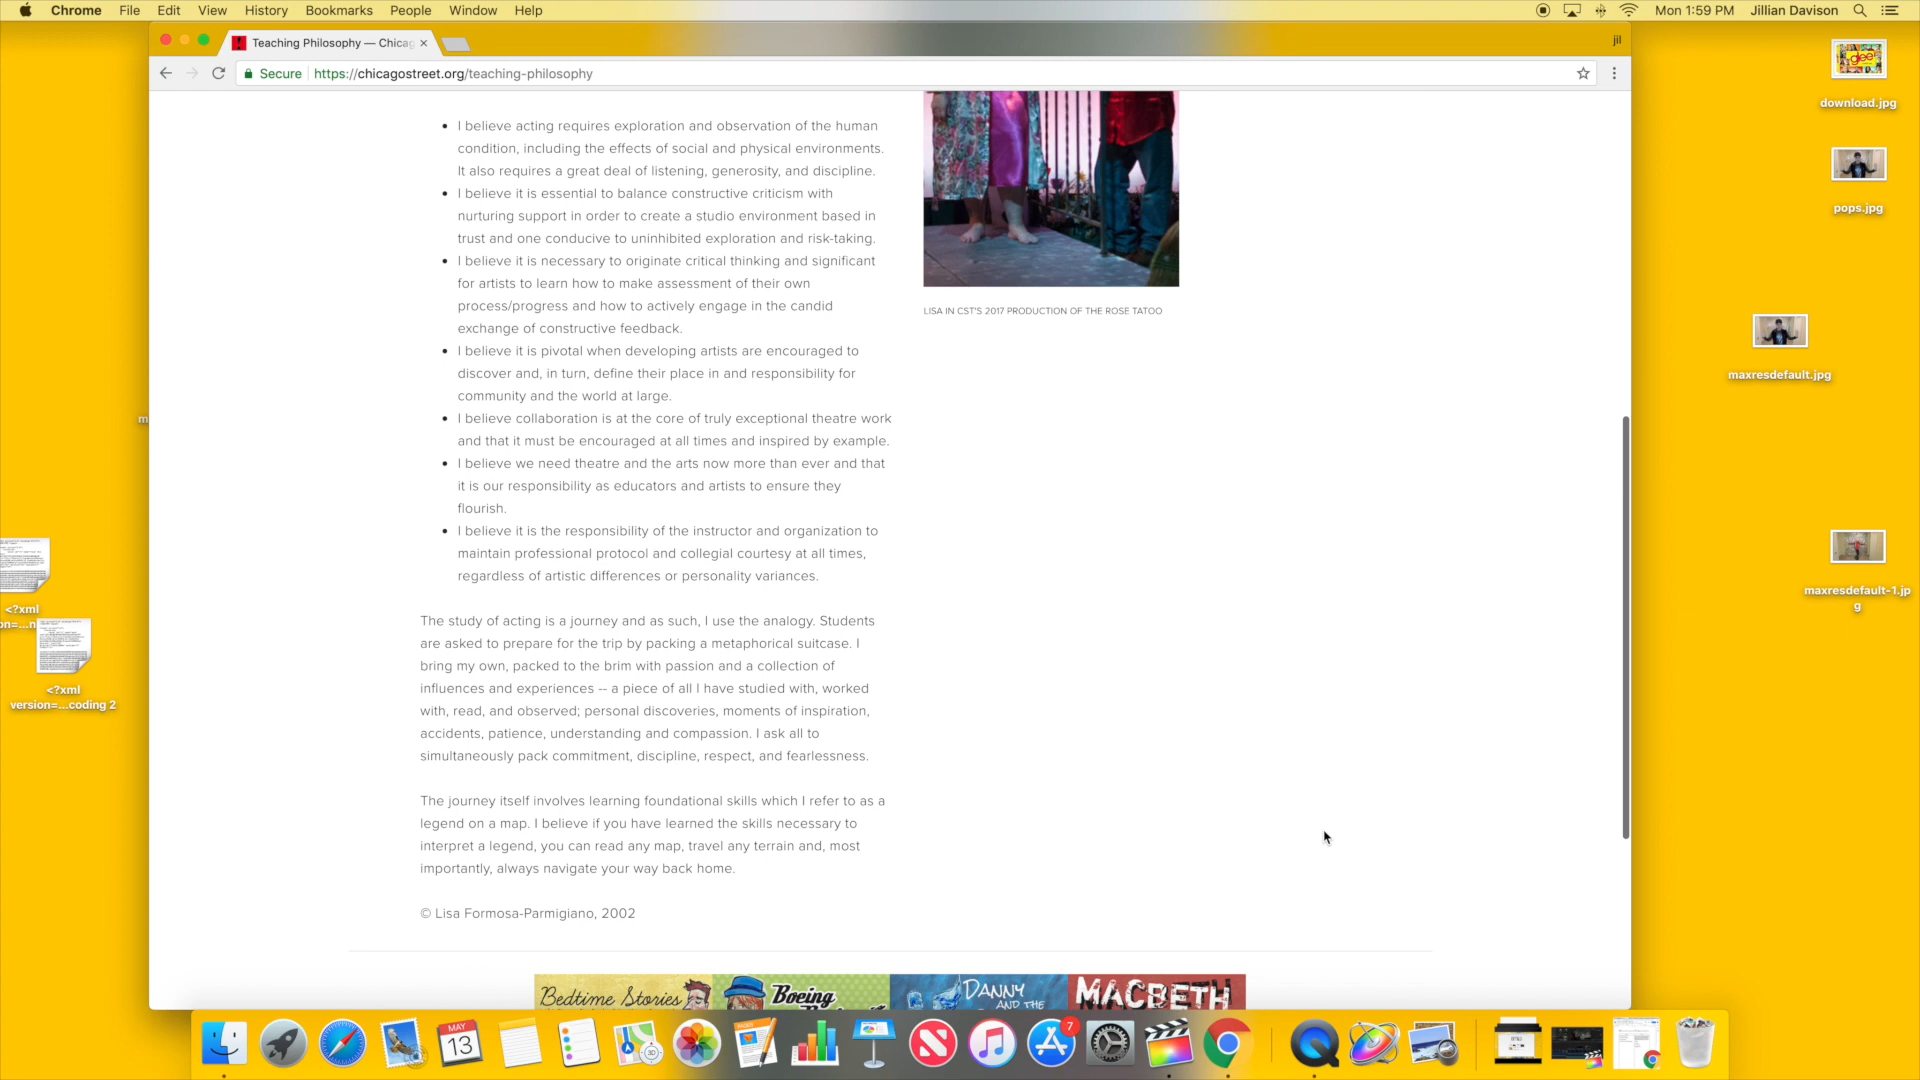 Chrome File Edit View History Bookmarks People Window Help
Mon 1:59 PM Jillian Davison
Teaching Philosophy — Chicag
jil
Secure https://chicagostreet.org/teaching-philosophy
I believe acting requires exploration and observation of the human
condition, including the effects of social and physical environments.
It also requires a great deal of listening, generosity, and discipline.
I believe it is essential to balance constructive criticism with
nurturing support in order to create a studio environment based in
trust and one conducive to uninhibited exploration and risk-taking.
I believe it is necessary to originate critical thinking and significant
for artists to learn how to make assessment of their own
process/progress and how to actively engage in the candid
exchange of constructive feedback.
I believe it is pivotal when developing artists are encouraged to
discover and, in turn, define their place in and responsibility for
community and the world at large.
I believe collaboration is at the core of truly exceptional theatre work
and that it must be encouraged at all times and inspired by example.
I believe we need theatre and the arts now more than ever and that
it is our responsibility as educators and artists to ensure they
flourish.
I believe it is the responsibility of the instructor and organization to
maintain professional protocol and collegial courtesy at all times,
regardless of artistic differences or personality variances.
LISA IN CST'S 2017 PRODUCTION OF THE ROSE TATOO
The study of acting is a journey and as such, I use the analogy. Students
are asked to prepare for the trip by packing a metaphorical suitcase. I
bring my own, packed to the brim with passion and a collection of
influences and experiences -- a piece of all I have studied with, worked
with, read, and observed; personal discoveries, moments of inspiration,
accidents, patience, understanding and compassion. I ask all to
simultaneously pack commitment, discipline, respect, and fearlessness.
The journey itself involves learning foundational skills which I refer to as a
legend on a map. I believe if you have learned the skills necessary to
interpret a legend, you can read any map, travel any terrain and, most
importantly, always navigate your way back home.
© Lisa Formosa-Parmigiano, 2002
Bedtime Stories
Boeing
DANNY
AND THE
MACBETH
glee
download.jpg
pops.jpg
maxresdefault.jpg
maxresdefault-1.jp
g
m
<?xml
on=...n
<?xml
version=...coding 2
MAY
13
PAGES
3D
7